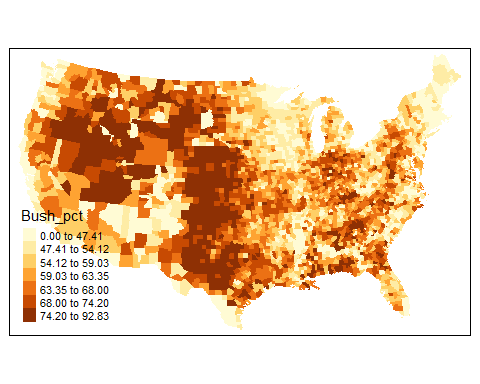 Bush_pct
0.00 to 47.41
47.41 to 54.12
54.12 to 59.03
59.03 to 63.35
63.35 to 68.00
68.00 to 74.20
74.20 to 92.83